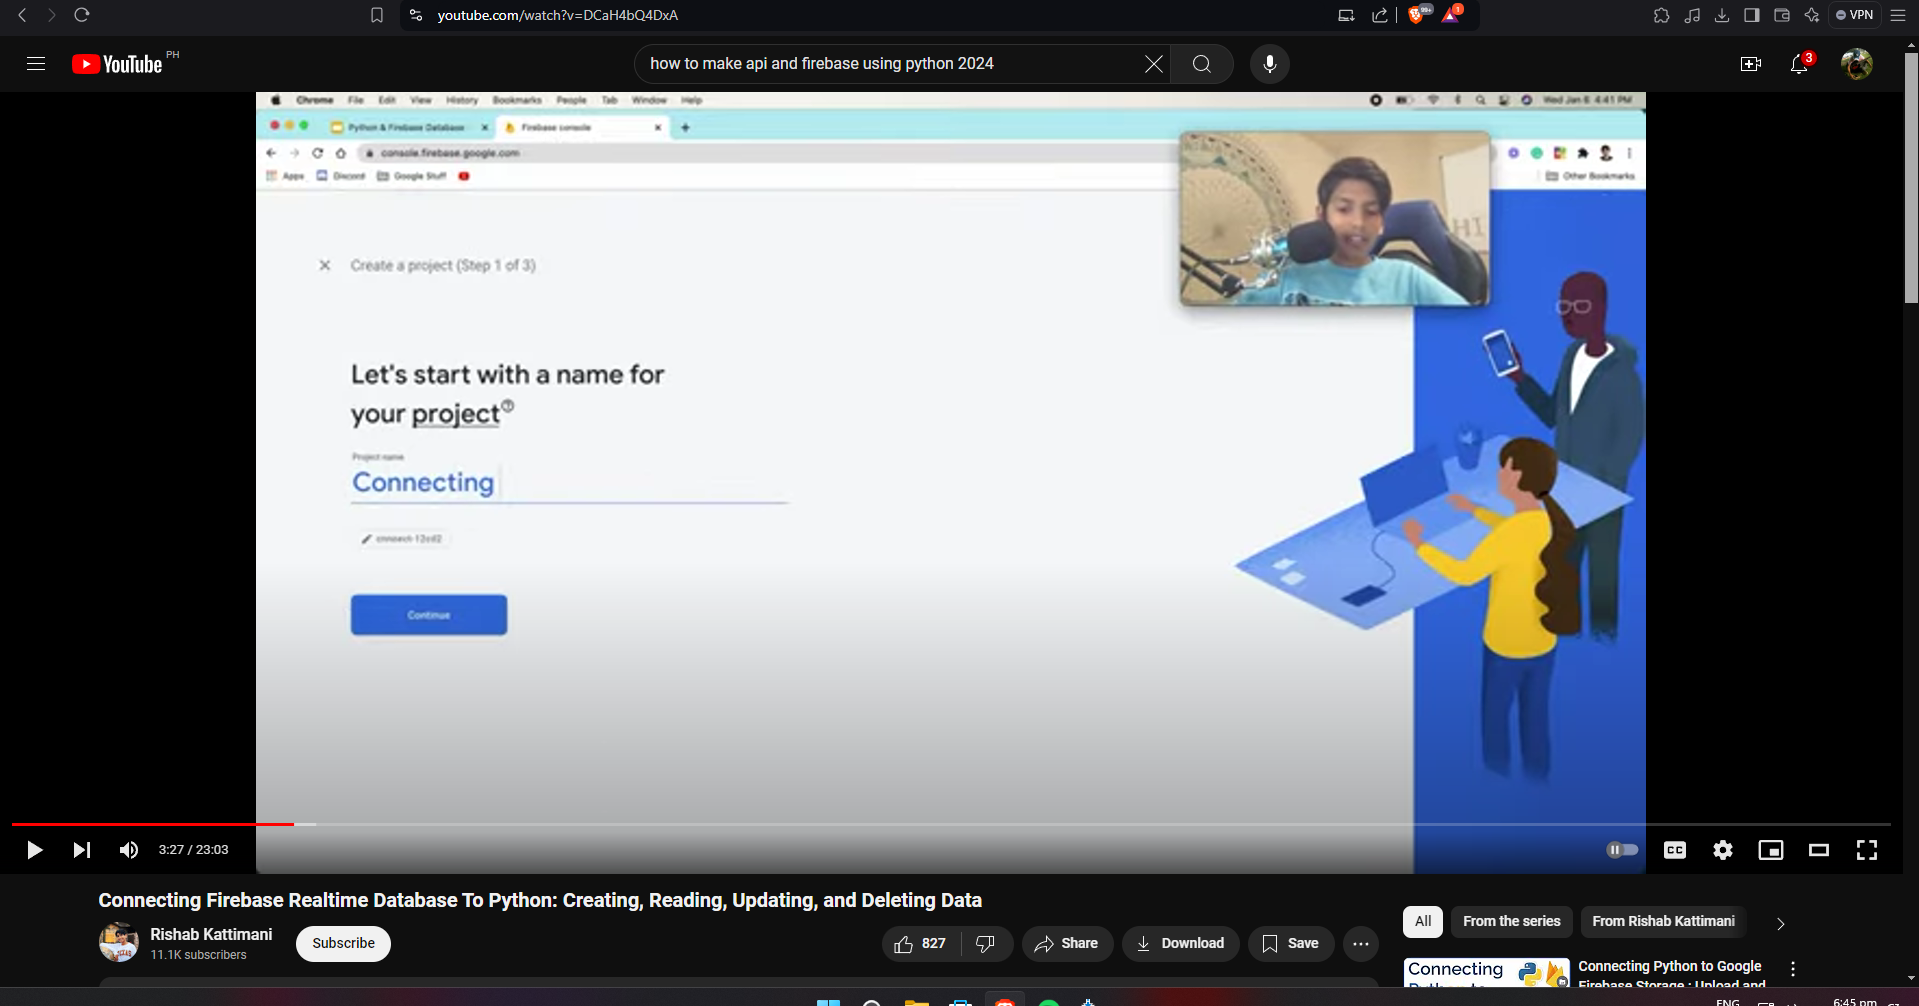 youtube.com/watch?v=DCaH4bQ4DxA
99+
1
VPN
YouTube PH
how to make api and firebase using python 2024
3
Chrome File Edit View History Bookmarks People Tab Window Help
Wed Jan 6 4:41 PM
Python & Firebase Database
Firebase console
console.firebase.google.com
Apps Discord Google Stuff
Other Bookmarks
Create a project (Step 1 of 3)
HI
Let's start with a name for
your project
Project name
Connecting
Continue
3:27 / 23:03
CC
Connecting Firebase Realtime Database To Python: Creating, Reading, Updating, and Deleting Data
Rishab Kattimani
11.1K subscribers
Subscribe
827
Share
Download
Save
All
From the series
From Rishab Kattimani
Connecting
Connecting Python to Google
Firebase Storage : Upload and
ENG
6:45 pm